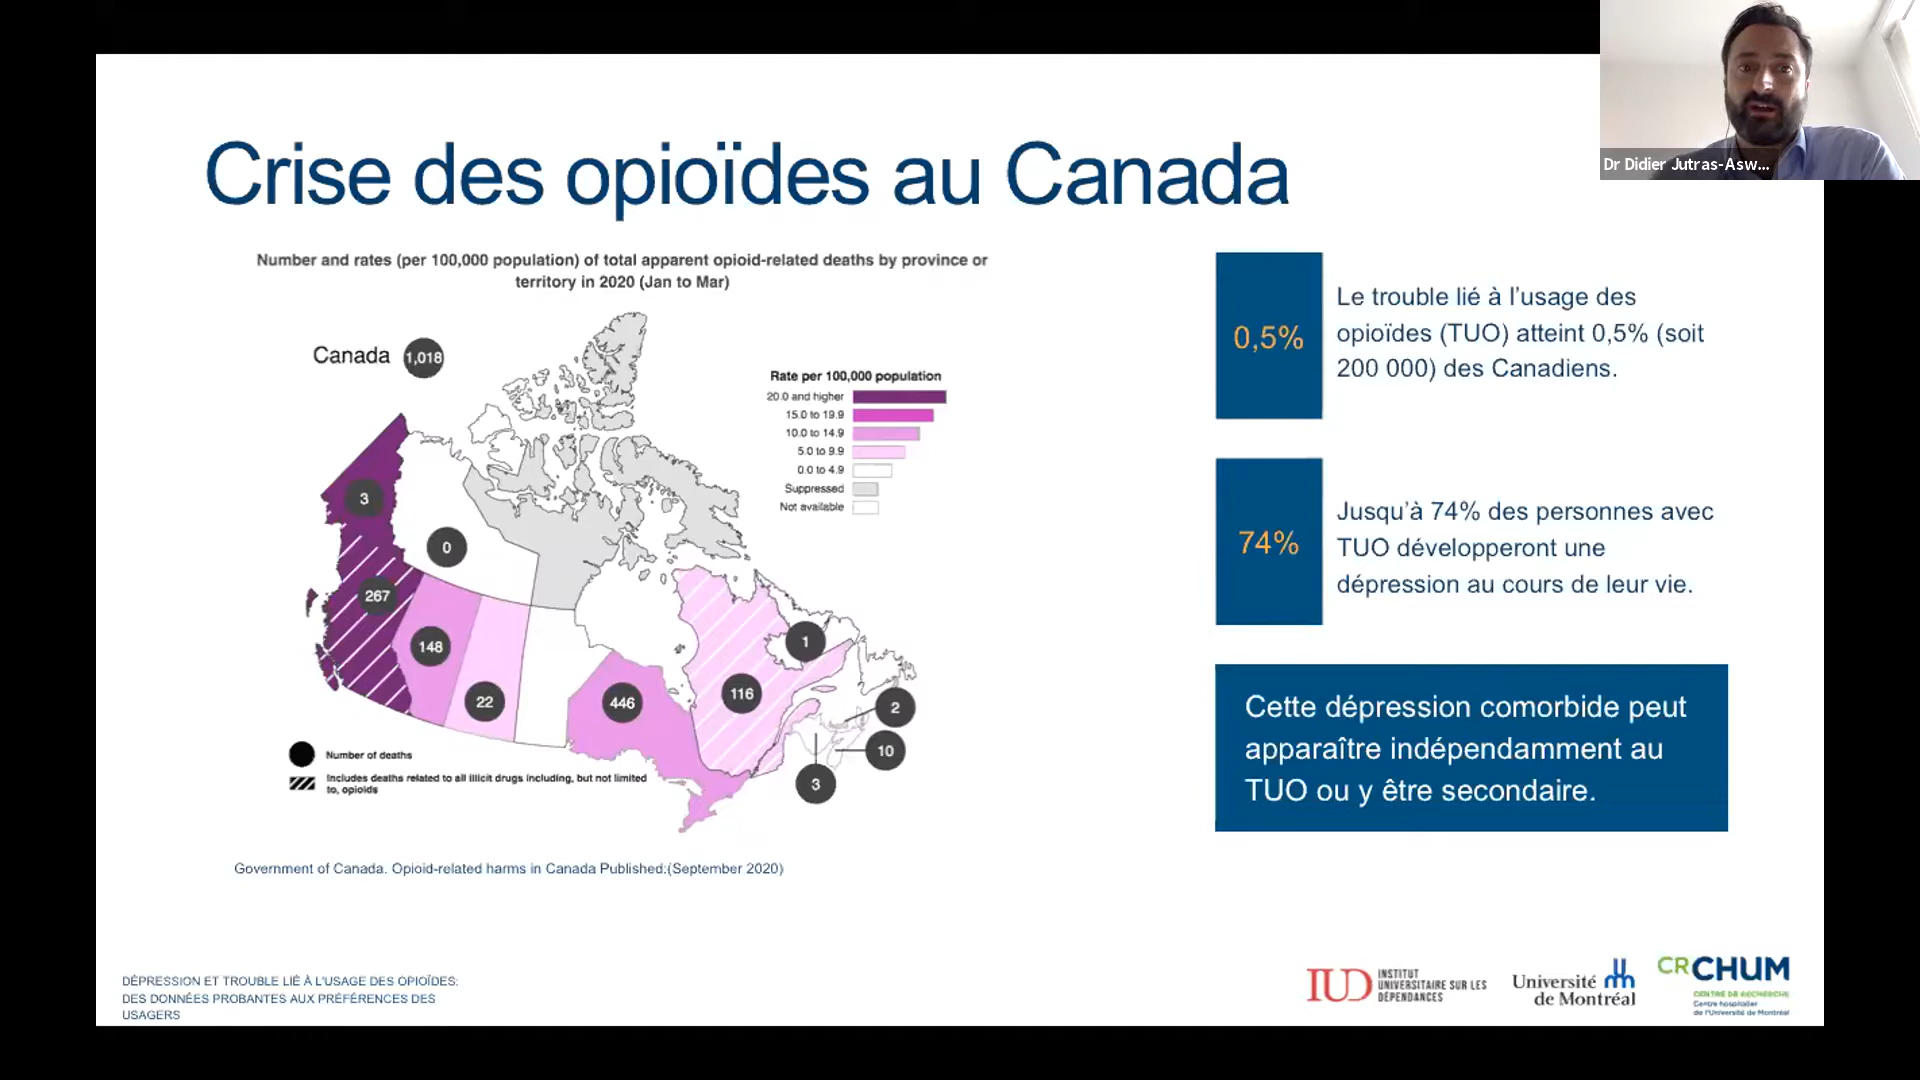 Dr Didier Jutras-Asw...
Crise des opioïdes au Canada
Number and rates (per 100,000 population) of total apparent opioid-related deaths by province or
territory in 2020 (Jan to Mar)
Canada 1,018
Rate per 100,000 population
20.0 and higher
15.0 to 19.9
10.0 to 14.9
5.0 to 9.9
0.0 to 4.9
Suppressed
Not available
3
0
267
148
22
446
116
1
2
10
3
Number of deaths
Includes deaths related to all illicit drugs including, but not limited
to, opioids
Government of Canada. Opioid-related harms in Canada Published:(September 2020)
0,5%
Le trouble lié à l’usage des
opioïdes (TUO) atteint 0,5% (soit
200 000) des Canadiens.
74%
Jusqu’à 74% des personnes avec
TUO développeront une
dépression au cours de leur vie.
Cette dépression comorbide peut
apparaître indépendamment au
TUO ou y être secondaire.
DÉPRESSION ET TROUBLE LIÉ À L'USAGE DES OPIOÏDES:
DES DONNÉES PROBANTES AUX PRÉFÉRENCES DES
USAGERS
IUD INSTITUT
UNIVERSITAIRE SUR LES
DÉPENDANCES
Université
de Montréal
CRCHUM
CENTRE DE RECHERCHE
Centre hospitalier
de l'Université de Montréal